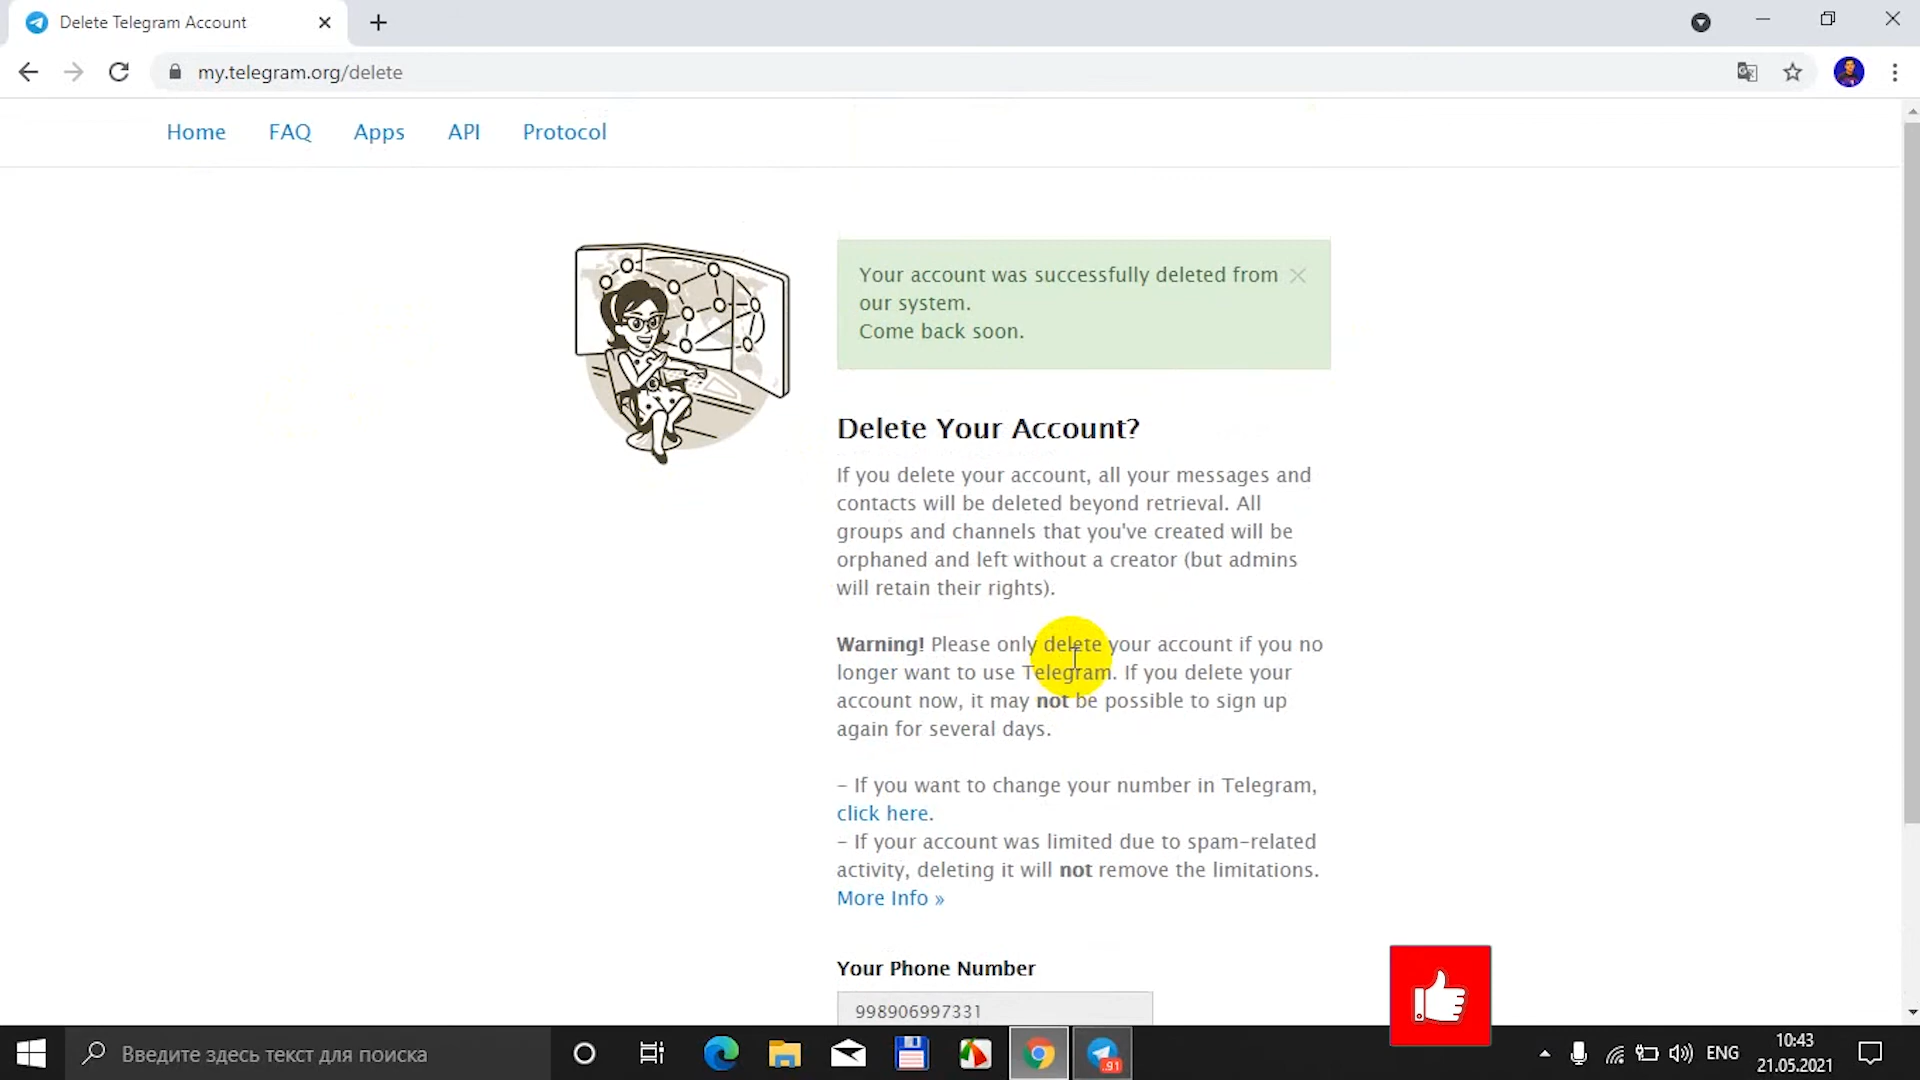 Delete Telegram Account
my.telegram.org/delete
Home FAQ Apps API Protocol
Your account was successfully deleted from
our system.
Come back soon.
Delete Your Account?
If you delete your account, all your messages and
contacts will be deleted beyond retrieval. All
groups and channels that you've created will be
orphaned and left without a creator (but admins
will retain their rights).
Warning! Please only delete your account if you no
longer want to use Telegram. If you delete your
account now, it may not be possible to sign up
again for several days.
– If you want to change your number in Telegram,
click here.
– If your account was limited due to spam-related
activity, deleting it will not remove the limitations.
More Info »
Your Phone Number
998906997331
Введите здесь текст для поиска
..91
ENG
10:43
21.05.2021